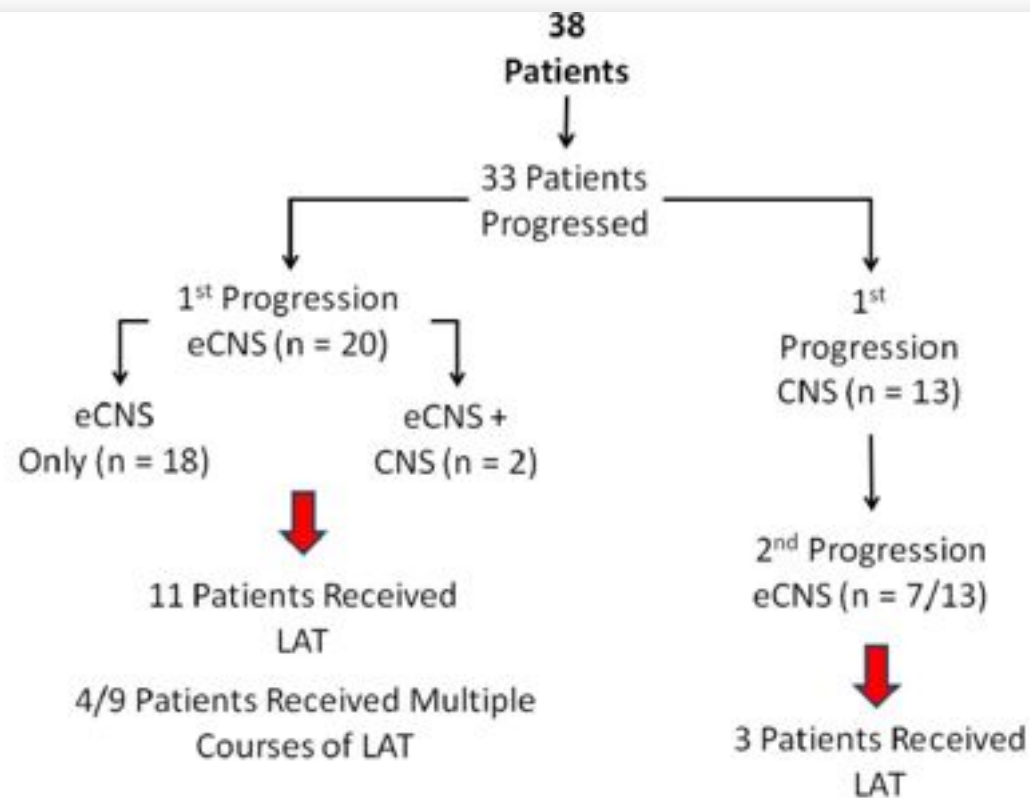 38
Patients
33 Patients
Progressed
1st Progression
eCNS (n = 20)
eCNS
Only (n = 18)
eCNS +
CNS (n = 2)
11 Patients Received
LAT
4/9 Patients Received Multiple
Courses of LAT
1st
Progression
CNS (n = 13)
2nd Progression
eCNS (n = 7/13)
3 Patients Received
LAT